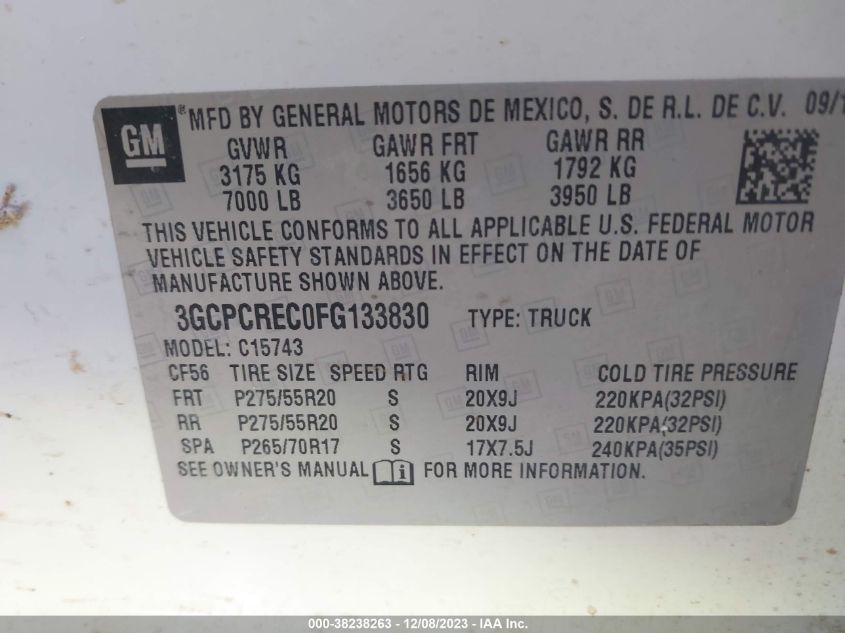 GM ® MFD BY GENERAL MOTORS DE MEXICO, S. DE R.L. DE C.V. 09/1
GVWR GAWR FRT GAWR RR
3175 KG 1656 KG 1792 KG
7000 LB 3650 LB 3950 LB
THIS VEHICLE CONFORMS TO ALL APPLICABLE U.S. FEDERAL MOTOR
VEHICLE SAFETY STANDARDS IN EFFECT ON THE DATE OF
MANUFACTURE SHOWN ABOVE.
3GCPCREC0FG133830 TYPE: TRUCK
MODEL: C15743
CF56 TIRE SIZE SPEED RTG RIM COLD TIRE PRESSURE
FRT P275/55R20 S 20X9J 220KPA(32PSI)
RR P275/55R20 S 20X9J 220KPA(32PSI)
SPA P265/70R17 S 17X7.5J 240KPA(35PSI)
SEE OWNER'S MANUAL i FOR MORE INFORMATION.
000-38238263 - 12/08/2023 - IAA Inc.